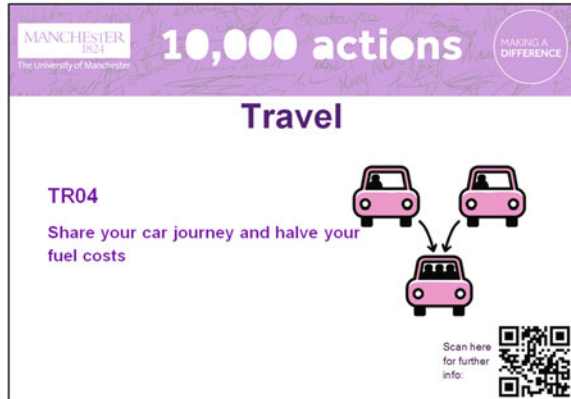 MANCHESTER
1824
The University of Manchester
10,000 actions
MAKING A
DIFFERENCE
Travel
TR04
Share your car journey and halve your
fuel costs
Scan here
for further
info: